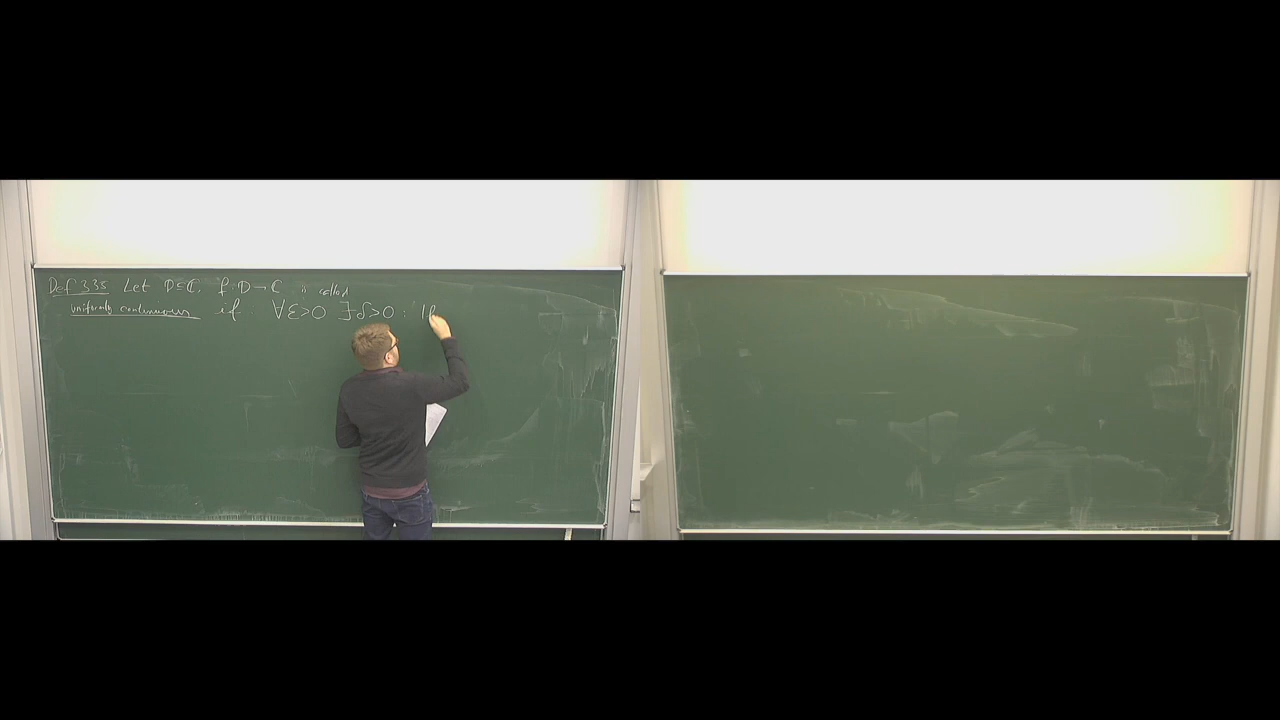 Def 3.35 Let D⊆ℂ, f: D→ℂ is called
uniformly continuous if ∀ε>0 ∃δ>0 : |f